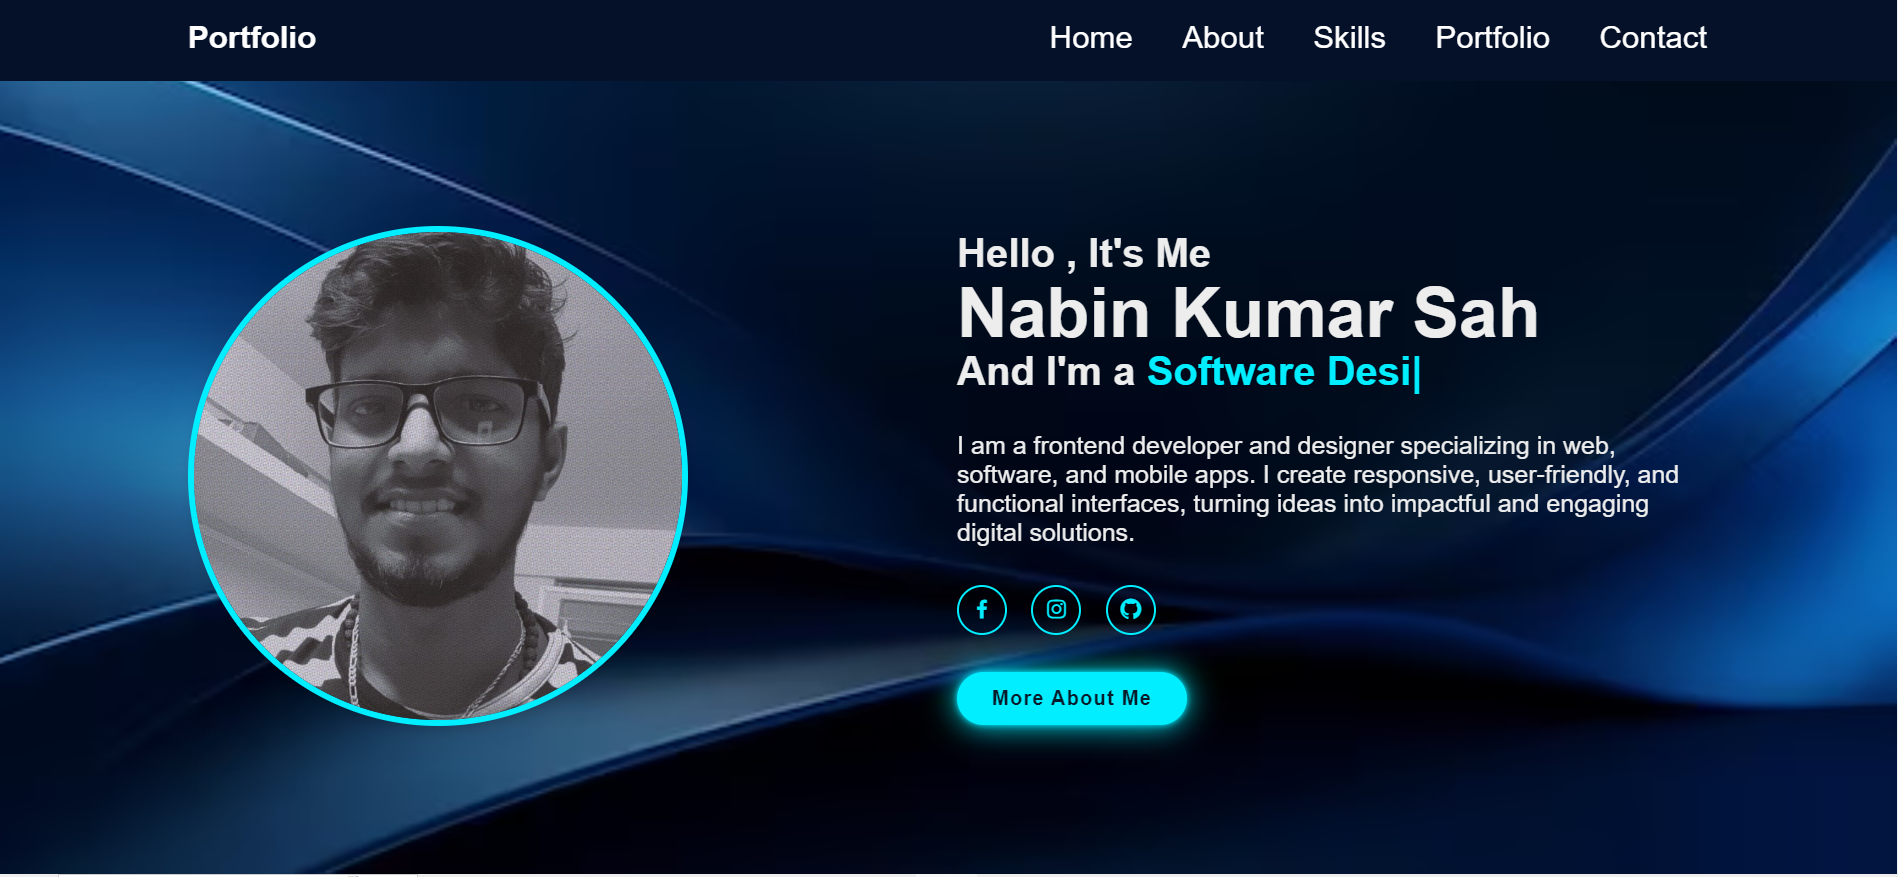 Portfolio
Home About Skills Portfolio Contact
Hello , It's Me
Nabin Kumar Sah
And I'm a Software Desi|
I am a frontend developer and designer specializing in web,
software, and mobile apps. I create responsive, user-friendly, and
functional interfaces, turning ideas into impactful and engaging
digital solutions.
More About Me